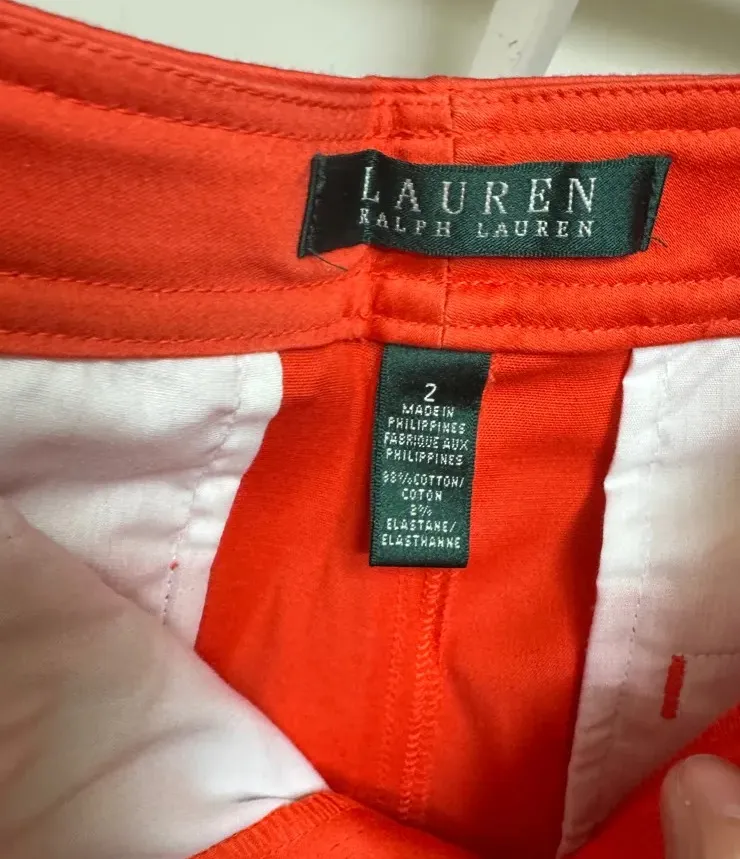 LAUREN
RALPH LAUREN
2
MADE IN
PHILIPPINES
FABRIQUE AUX
PHILIPPINES
98%COTTON/
COTON
2%
ELASTANE/
ELASTHANNE